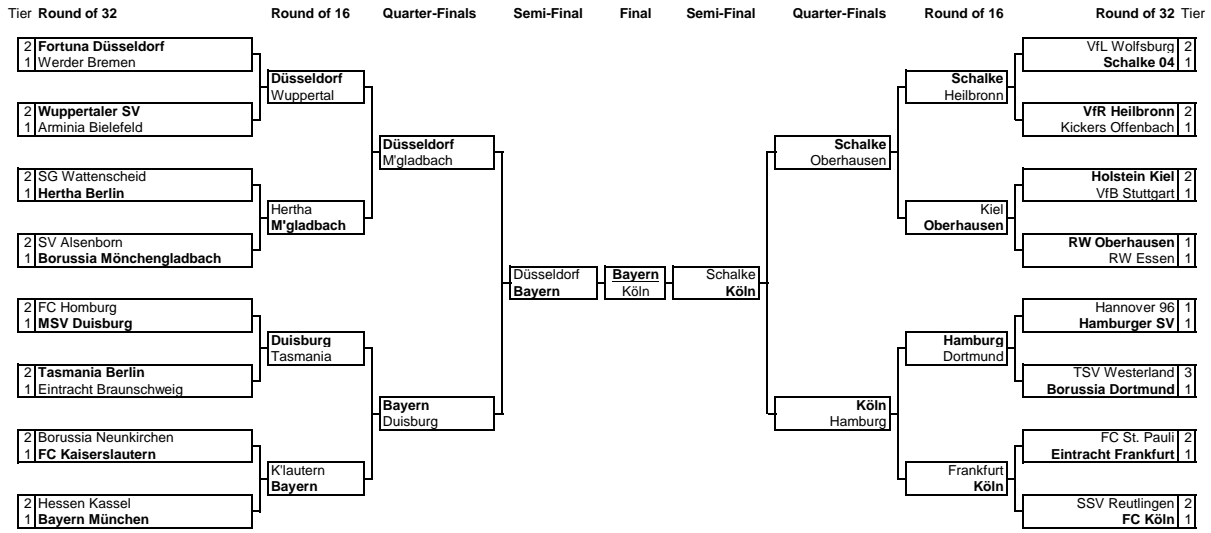 Tier Round of 32 Round of 16 Quarter-Finals Semi-Final Final Semi-Final Quarter-Finals Round of 16 Round of 32 Tier
2 Fortuna Düsseldorf
1 Werder Bremen
2 Wuppertaler SV
1 Arminia Bielefeld
2 SG Wattenscheid
1 Hertha Berlin
2 SV Alsenborn
1 Borussia Mönchengladbach
2 FC Homburg
1 MSV Duisburg
2 Tasmania Berlin
1 Eintracht Braunschweig
2 Borussia Neunkirchen
1 FC Kaiserslautern
2 Hessen Kassel
1 Bayern München
Düsseldorf
Wuppertal
Hertha
M'gladbach
Duisburg
Tasmania
K'lautern
Bayern
Düsseldorf
M'gladbach
Bayern
Duisburg
Düsseldorf
Bayern
Bayern
Köln
Schalke
Köln
Schalke
Oberhausen
Köln
Hamburg
Schalke
Heilbronn
Kiel
Oberhausen
Hamburg
Dortmund
Frankfurt
Köln
VfL Wolfsburg 2
Schalke 04 1
VfR Heilbronn 2
Kickers Offenbach 1
Holstein Kiel 2
VfB Stuttgart 1
RW Oberhausen 1
RW Essen 1
Hannover 96 1
Hamburger SV 1
TSV Westerland 3
Borussia Dortmund 1
FC St. Pauli 2
Eintracht Frankfurt 1
SSV Reutlingen 2
FC Köln 1